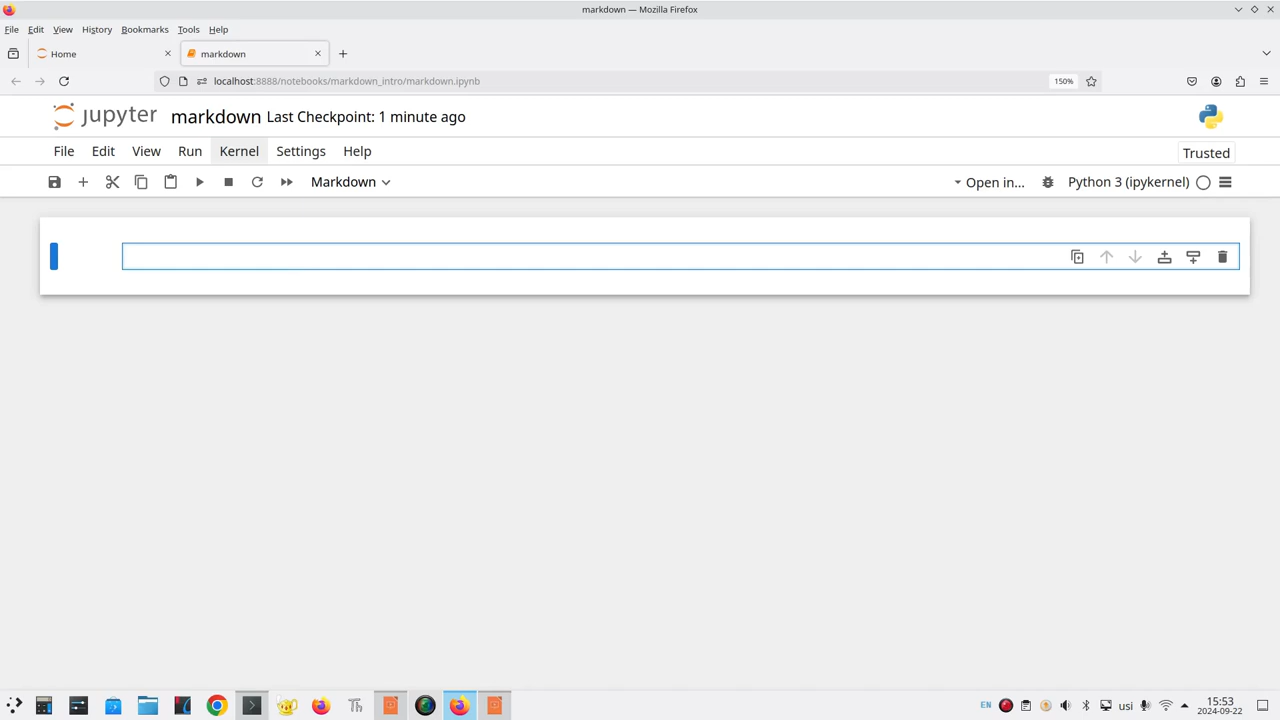 markdown — Mozilla Firefox
File Edit View History Bookmarks Tools Help
Home markdown
localhost:8888/notebooks/markdown_intro/markdown.ipynb 150%
jupyter markdown Last Checkpoint: 1 minute ago
File Edit View Run Kernel Settings Help Trusted
Markdown Open in... Python 3 (ipykernel)
EN usi 15:53
2024-09-22